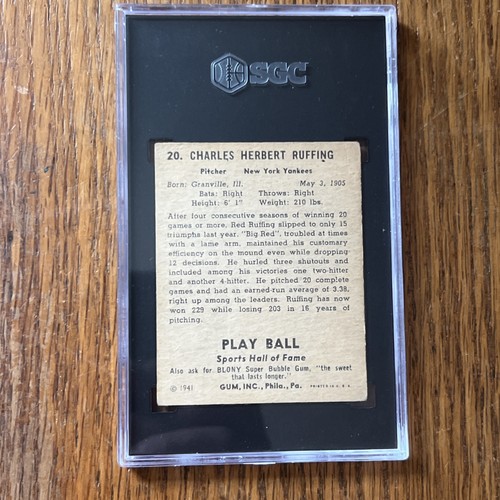 SGC
20. CHARLES HERBERT RUFFING
Pitcher New York Yankees
Born: Granville, Ill. May 3, 1905
Bats: Right Throws: Right
Height: 6' 1" Weight: 210 lbs.
After four consecutive seasons of winning 20
games or more, Red Ruffing slipped to only 15
triumphs last year. "Big Red", troubled at times
with a lame arm, maintained his customary
efficiency on the mound even while dropping
12 decisions. He hurled three shutouts and
included among his victories one two-hitter
and another 4-hitter. He pitched 20 complete
games and had an earned-run average of 3.38,
right up among the leaders. Ruffing has now
won 229 while losing 203 in 16 years of
pitching.
PLAY BALL
Sports Hall of Fame
Also ask for BLONY Super Bubble Gum, "the sweet
that lasts longer."
© 1941 GUM, INC., Phila., Pa. PRINTED IN U. S. A.